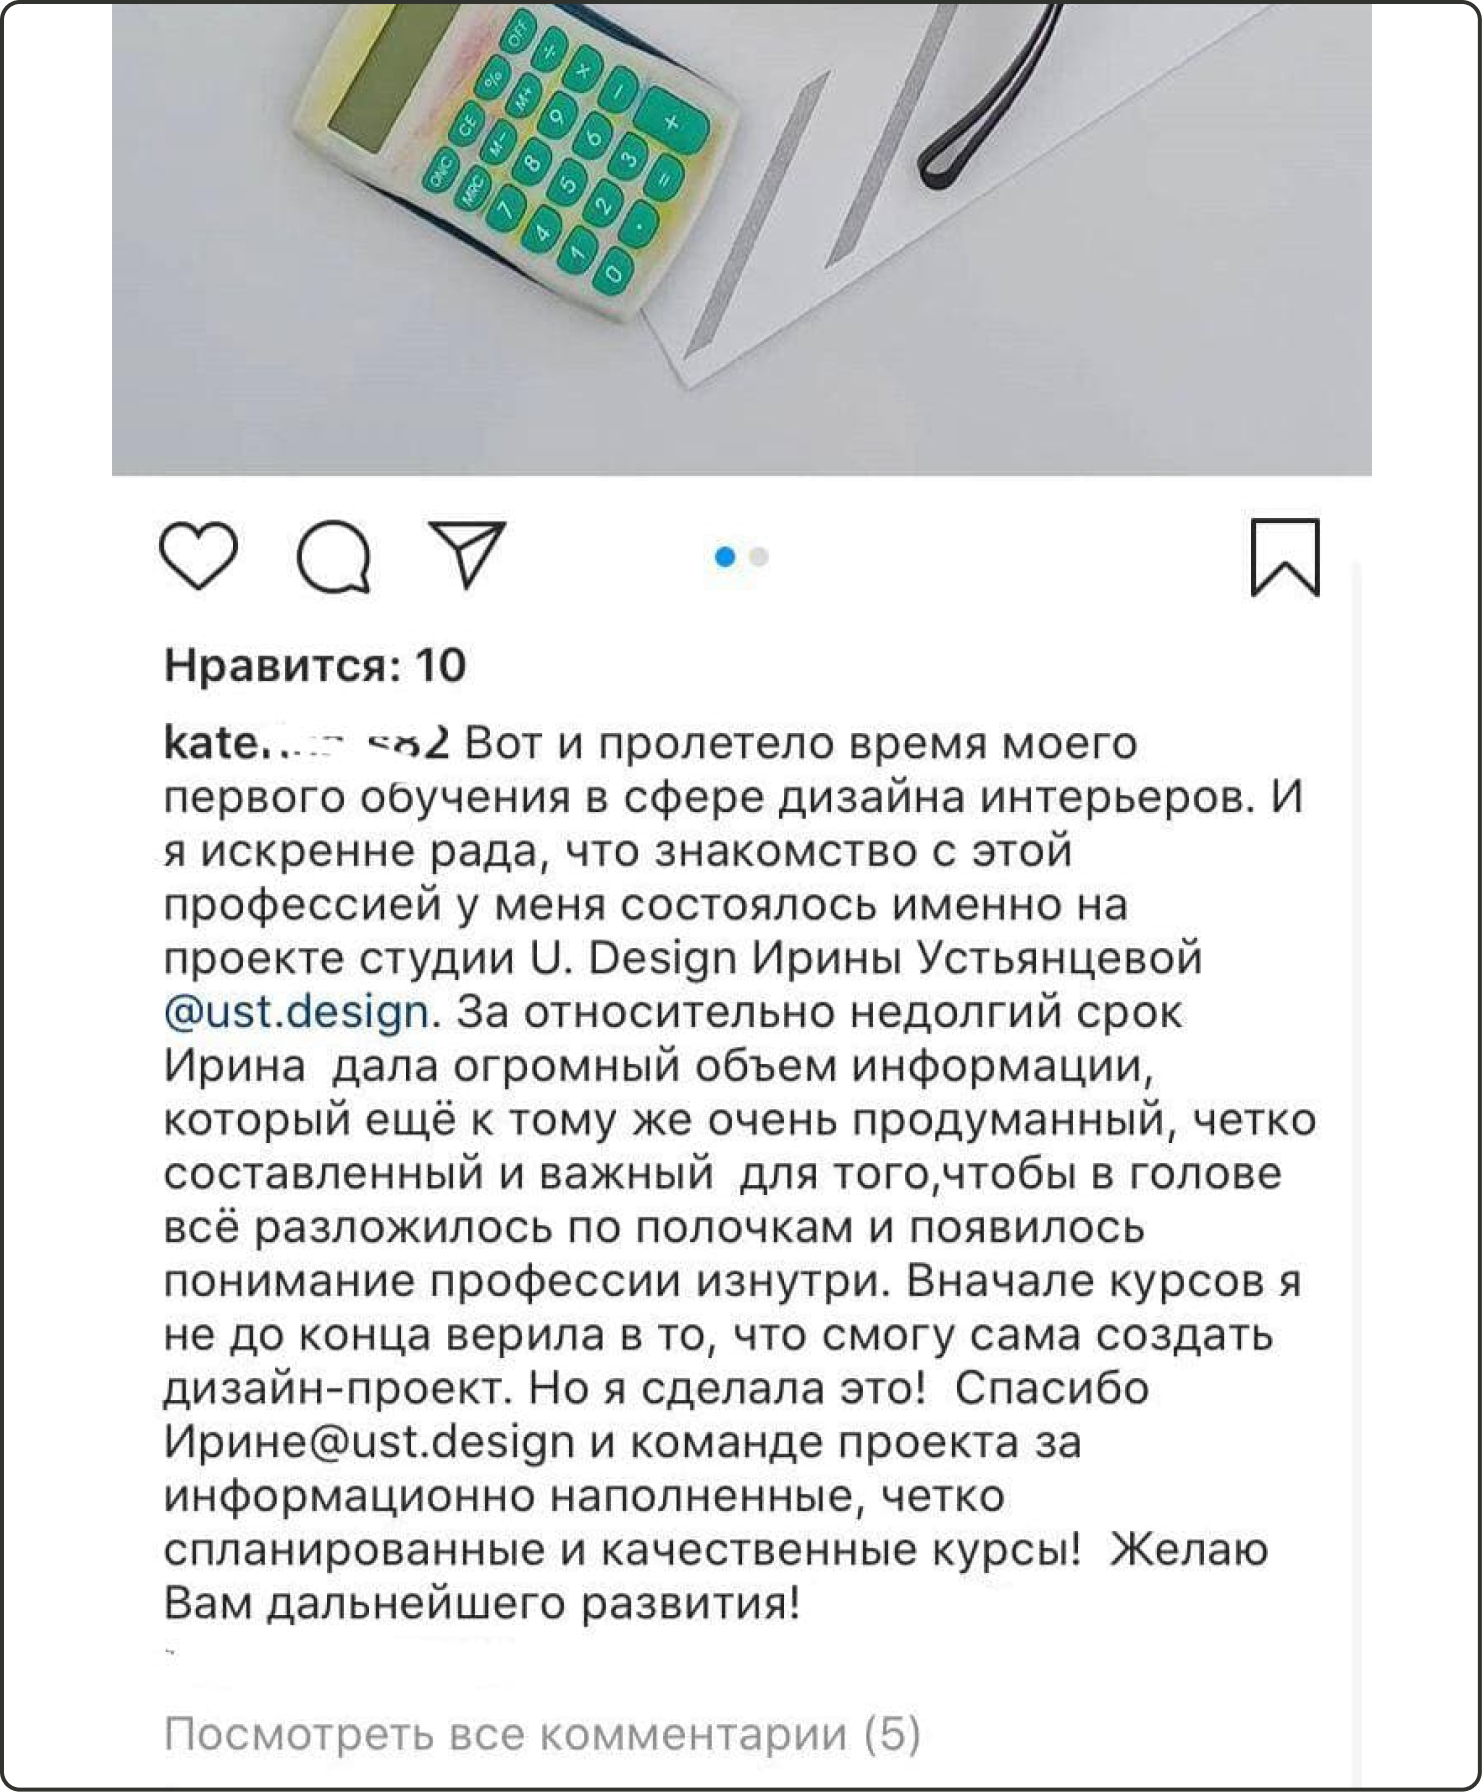 OFF ÷ × − +
% M+ 9 6 3 =
CE M− 8 5 2 .
ON/C MRC 7 4 1 0
Нравится: 10
Вот и пролетело время моего
первого обучения в сфере дизайна интерьеров. И
я искренне рада, что знакомство с этой
профессией у меня состоялось именно на
проекте студии U. Design Ирины Устьянцевой
@ust.design. За относительно недолгий срок
Ирина  дала огромный объем информации,
который ещё к тому же очень продуманный, четко
составленный и важный  для того,чтобы в голове
всё разложилось по полочкам и появилось
понимание профессии изнутри. Вначале курсов я
не до конца верила в то, что смогу сама создать
дизайн-проект. Но я сделала это!  Спасибо
Ирине@ust.design и команде проекта за
информационно наполненные, четко
спланированные и качественные курсы!  Желаю
Вам дальнейшего развития!
Посмотреть все комментарии (5)